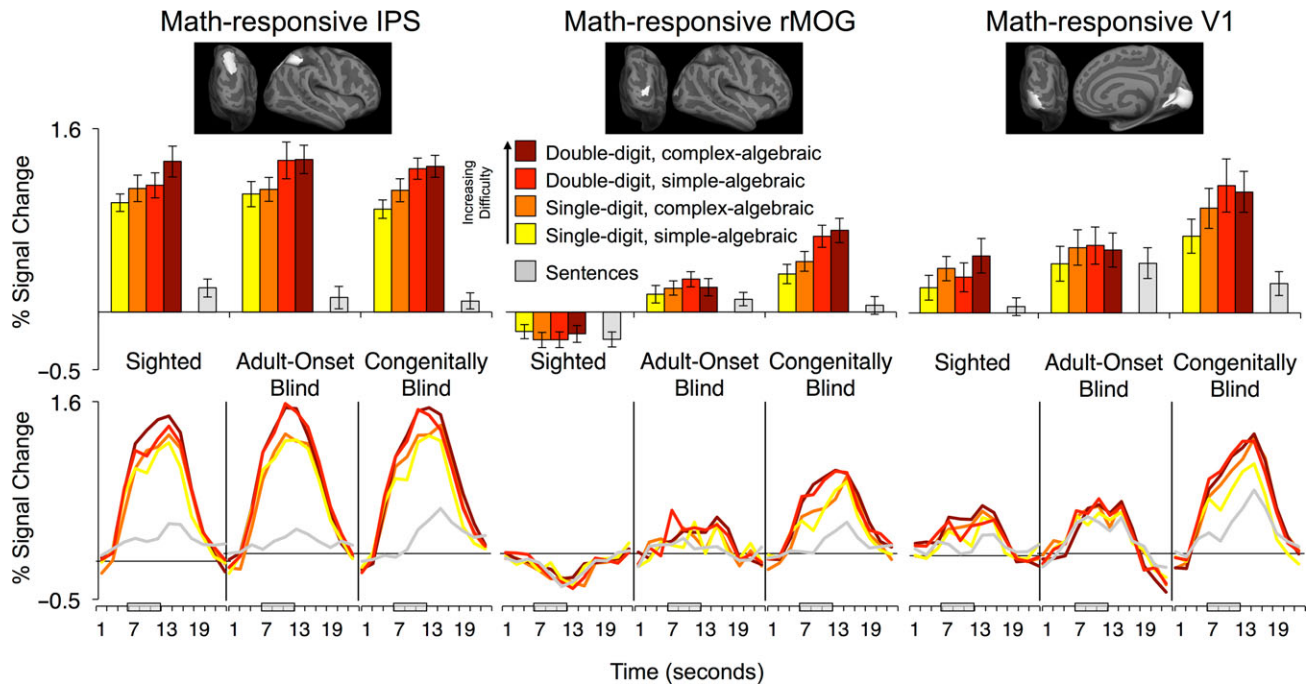 Math-responsive IPS
Math-responsive rMOG
Math-responsive V1
1.6
% Signal Change
-0.5
Increasing
Difficulty
Double-digit, complex-algebraic
Double-digit, simple-algebraic
Single-digit, complex-algebraic
Single-digit, simple-algebraic
Sentences
Sighted
Adult-Onset
Blind
Congenitally
Blind
Sighted
Adult-Onset
Blind
Congenitally
Blind
Sighted
Adult-Onset
Blind
Congenitally
Blind
1.6
% Signal Change
-0.5
1 7 13 19 1 7 13 19 1 7 13 19 1 7 13 19 1 7 13 19 1 7 13 19 1 7 13 19 1 7 13 19 1 7 13 19
Time (seconds)